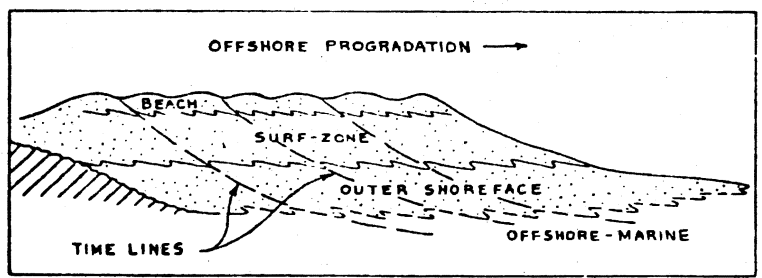 OFFSHORE PROGRADATION
BEACH
SURF-ZONE
OUTER SHOREFACE
OFFSHORE-MARINE
TIME LINES